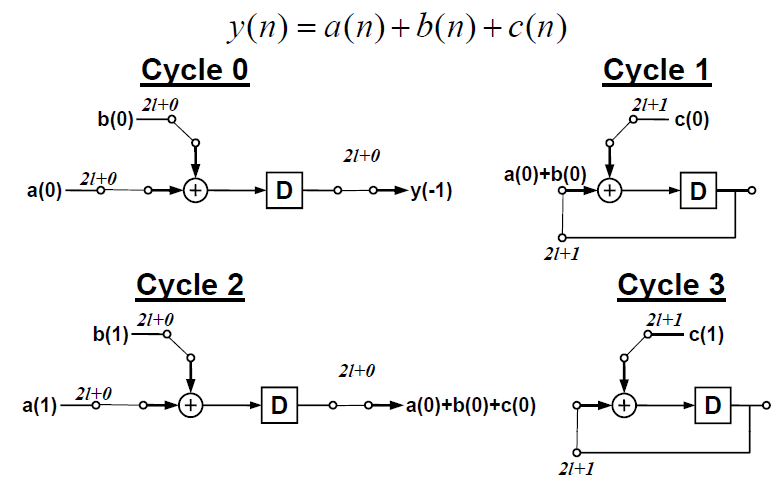 y(n) = a(n) + b(n) + c(n)
Cycle 0
2l+0
b(0)
2l+0
a(0)
2l+0
+
D
y(-1)
Cycle 1
2l+1
c(0)
a(0)+b(0)
+
D
2l+1
Cycle 2
2l+0
b(1)
2l+0
a(1)
2l+0
+
D
a(0)+b(0)+c(0)
Cycle 3
2l+1
c(1)
+
D
2l+1